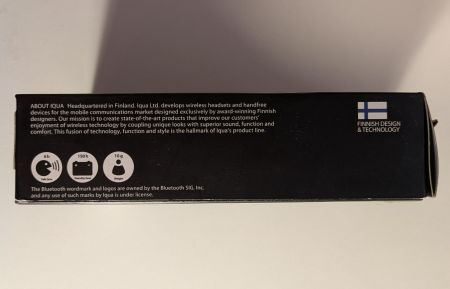 ABOUT IQUA Headquartered in Finland, Iqua Ltd. develops wireless headsets and handfree
devices for the mobile communications market designed exclusively by award-winning Finnish
designers. Our mission is to create state-of-the-art products that improve our customers'
enjoyment of wireless technology by coupling unique looks with superior sound, function and
comfort. This fusion of technology, function and style is the hallmark of Iqua's product line.
FINNISH DESIGN
& TECHNOLOGY
The Bluetooth wordmark and logos are owned by the Bluetooth SIG, Inc.
and any use of such marks by Iqua is under license.